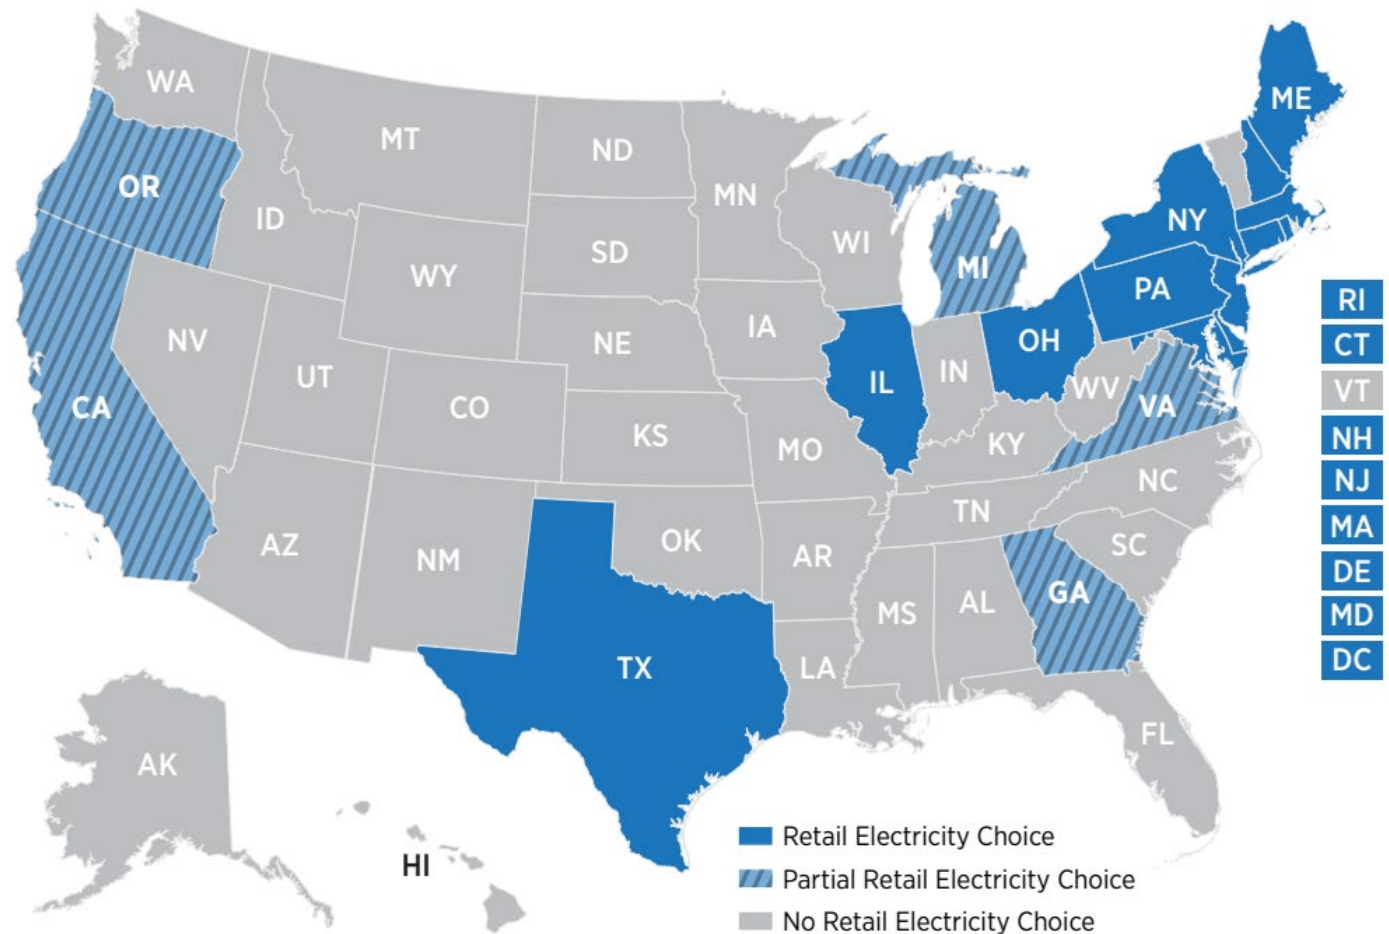 WA
MT
ND
MN
ME
OR
ID
SD
WI
NY
WY
MI
PA
IA
RI
NV
NE
OH
CT
UT
IL
IN
VT
CO
WV
CA
VA
KS
KY
NH
MO
NC
NJ
TN
MA
AZ
NM
OK
AR
SC
DE
MS
AL
GA
MD
TX
LA
DC
FL
AK
HI
Retail Electricity Choice
Partial Retail Electricity Choice
No Retail Electricity Choice